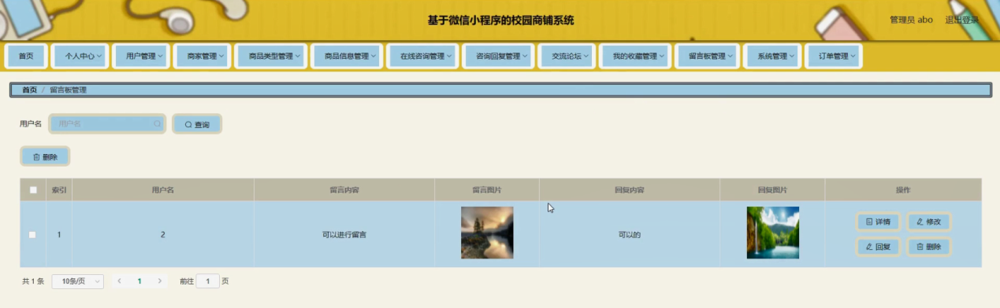 基于微信小程序的校园商铺系统
管理员 abo 退出登录
首页 个人中心 用户管理 商家管理 商品类型管理 商品信息管理 在线咨询管理 咨询回复管理 交流论坛 我的收藏管理 留言板管理 系统管理 订单管理
首页 / 留言板管理
用户名 用户名 查询
删除
索引 用户名 留言内容 留言图片 回复内容 回复图片 操作
1 2 可以进行留言 可以的 详情 修改
回复 删除
共 1 条 10条/页 1 前往 1 页